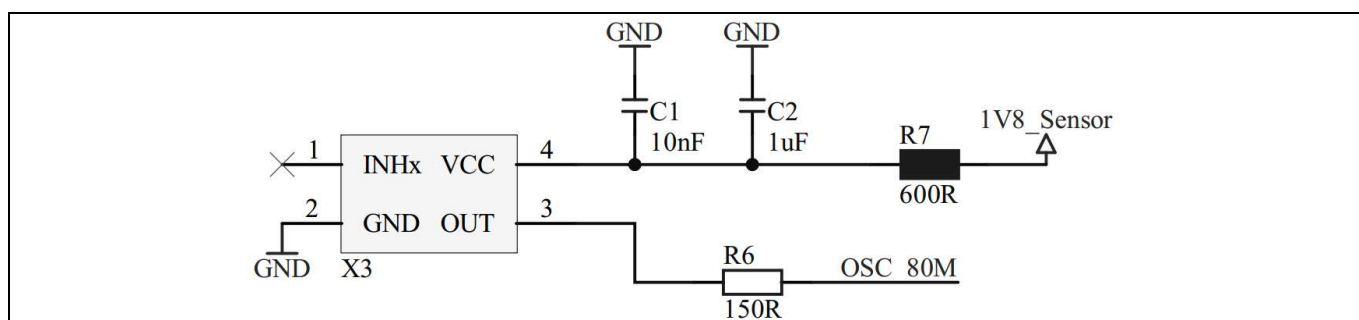 GND GND
C1 C2 1V8_Sensor
10nF 1uF R7
1 INHx VCC 4
600R
2 GND OUT 3
GND X3 R6 OSC_80M
150R